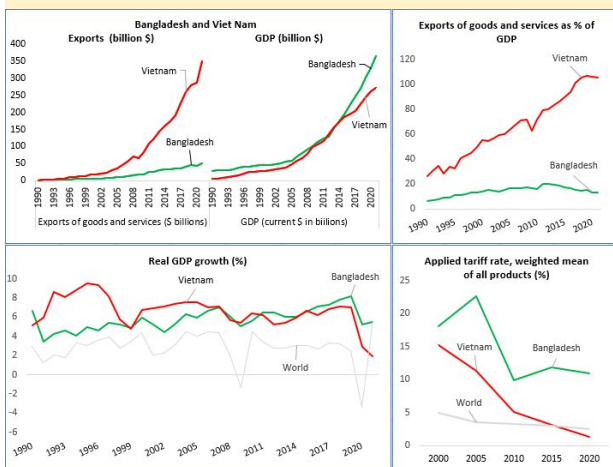 Bangladesh and Viet Nam
Exports (billion $)
GDP (billion $)
400
350
300
250
200
150
100
50
0
Vietnam
Bangladesh
Bangladesh
Vietnam
1990 1993 1996 1999 2002 2005 2008 2011 2014 2017 2020 1990 1993 1996 1999 2002 2005 2008 2011 2014 2017 2020
Exports of goods and services ($ billions)
GDP (current $ in biliions)
Exports of goods and services as % of
GDP
120
100
80
60
40
20
0
Vietnam
Bangladesh
1990 1995 2000 2005 2010 2015 2020
Real GDP growth (%)
10
8
6
4
2
0
-2
-4
-6
Vietnam
Bangladesh
World
1990 1993 1996 1999 2002 2005 2008 2011 2014 2017 2020
Applied tariff rate, weighted mean
of all products (%)
25
20
15
10
5
0
Vietnam
Bangladesh
World
2000 2005 2010 2015 2020